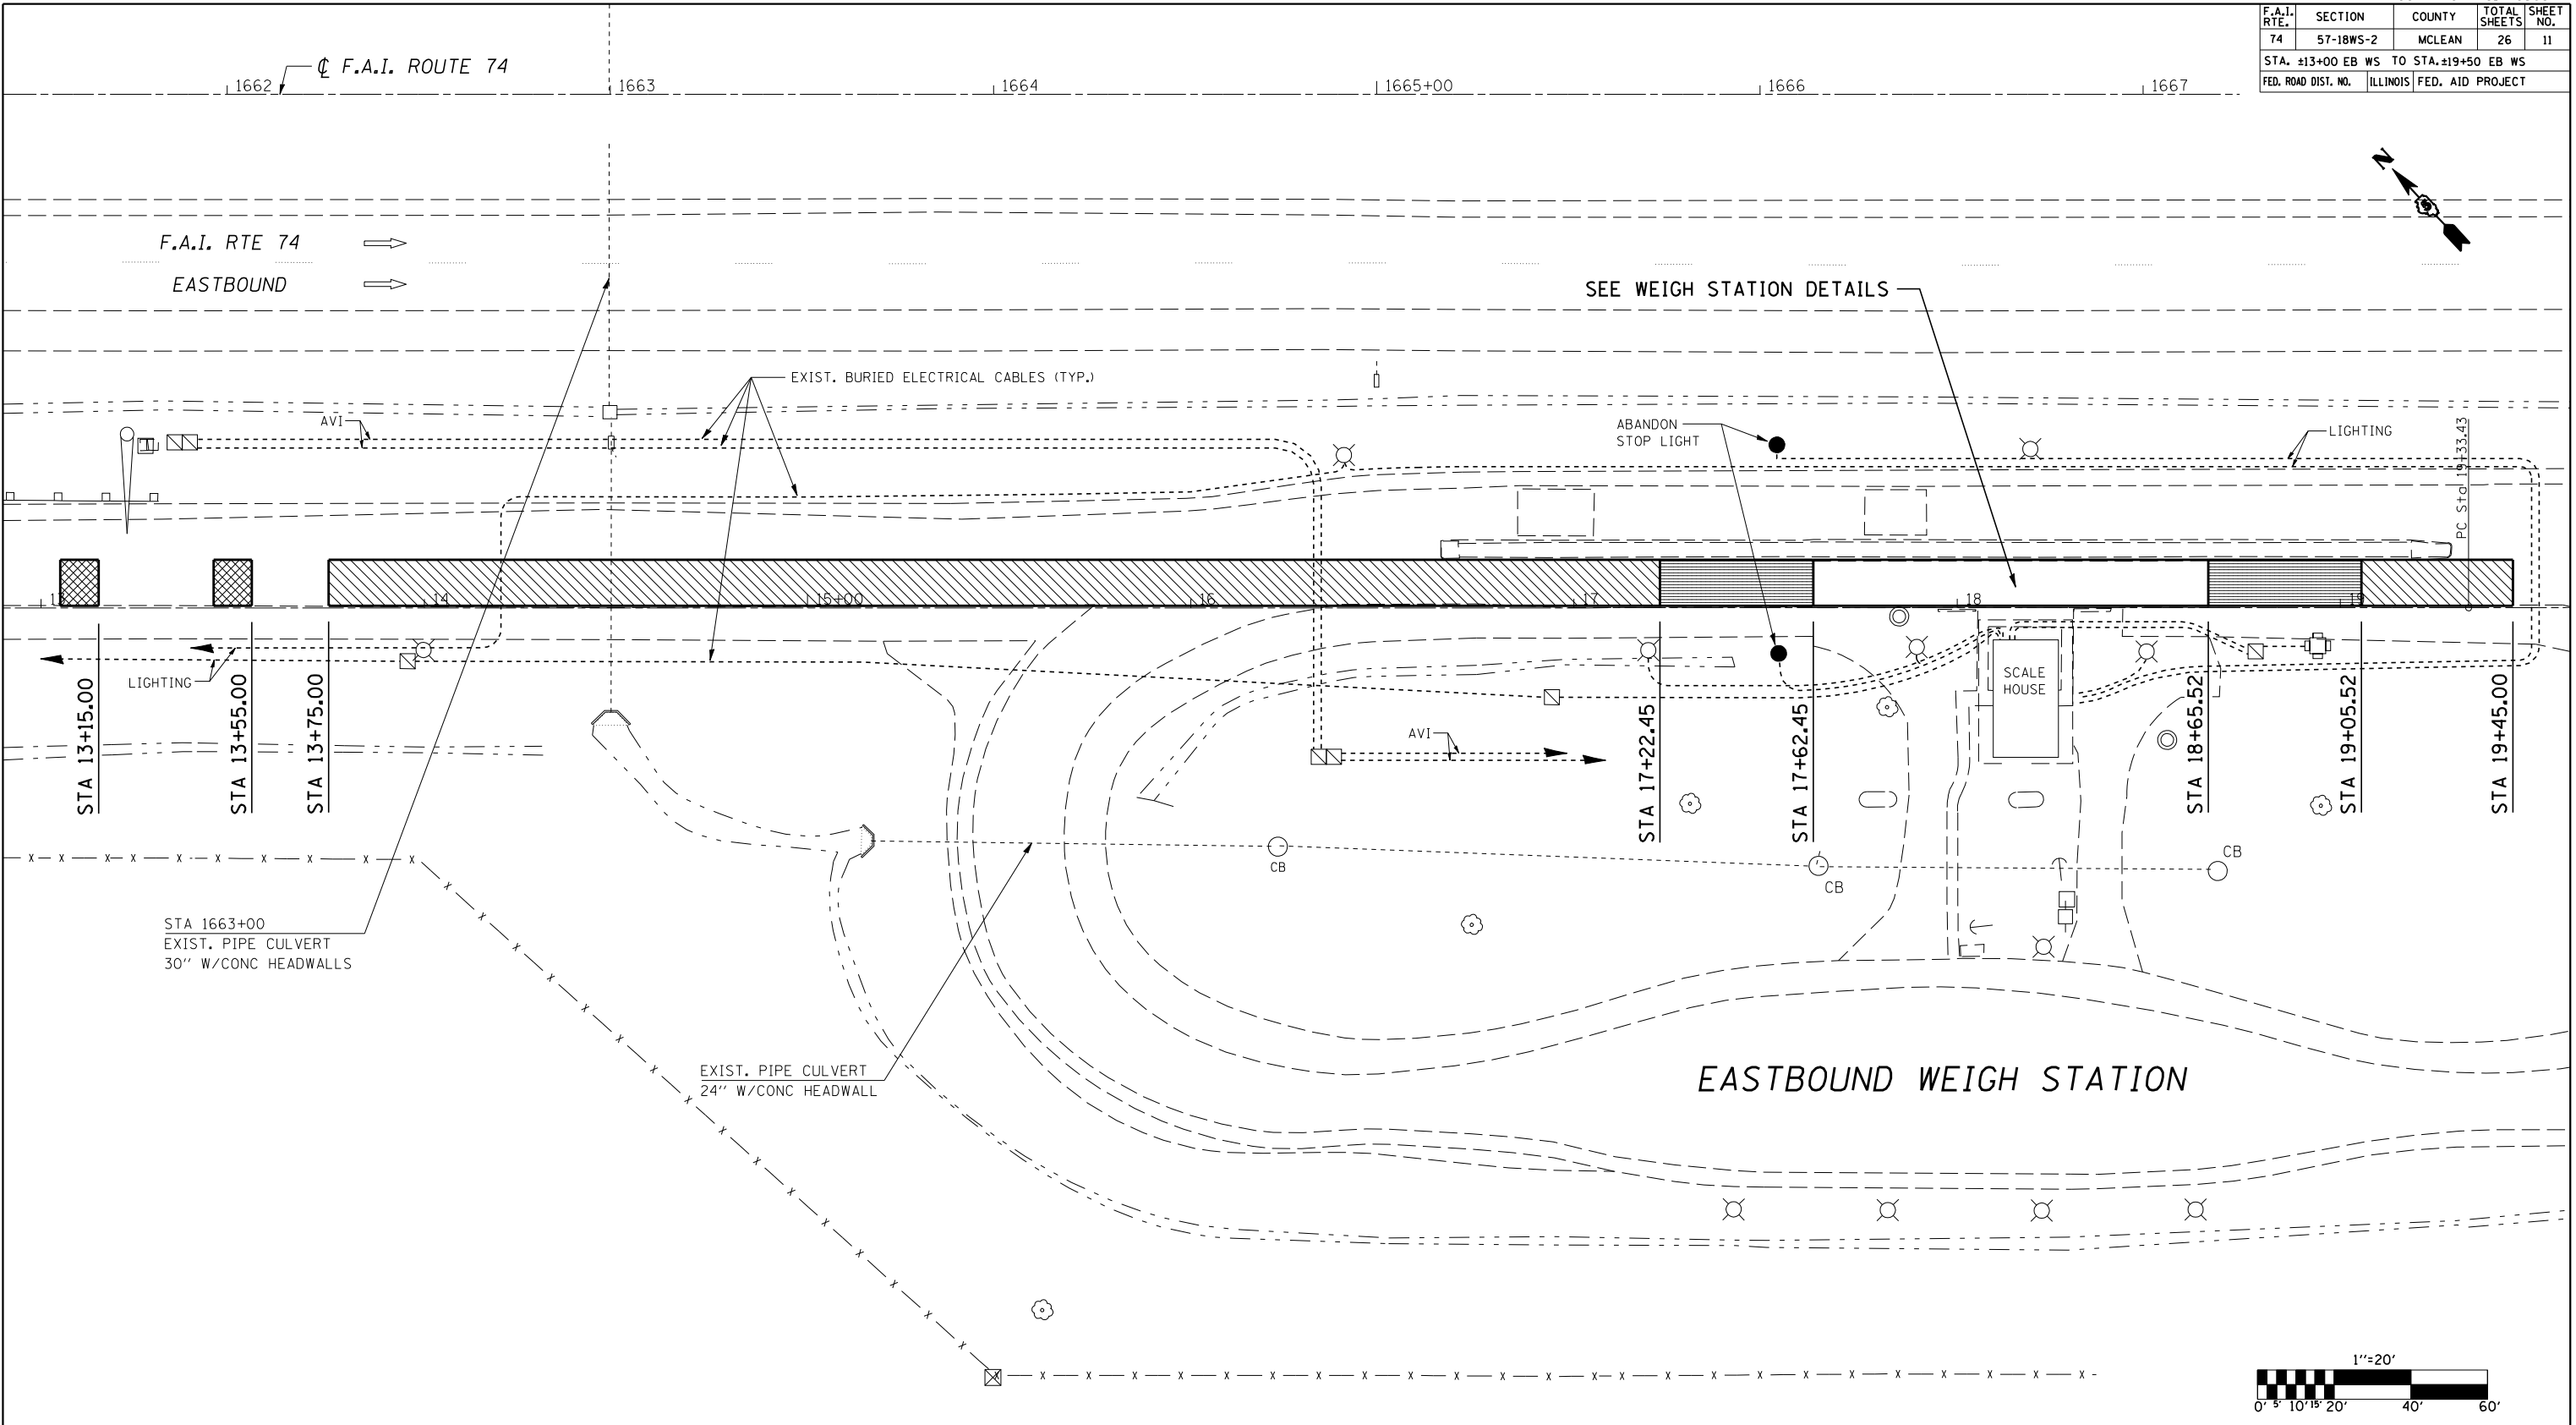 F.A.I. RTE.
SECTION
COUNTY
TOTAL SHEETS
SHEET NO.
74
57-18WS-2
MCLEAN
26
11
STA. ±13+00 EB WS TO STA.±19+50 EB WS
FED. ROAD DIST. NO.
ILLINOIS
FED. AID PROJECT
℄ F.A.I. ROUTE 74
1662
1663
1664
1665+00
1666
1667
N
F.A.I. RTE 74
EASTBOUND
SEE WEIGH STATION DETAILS
EXIST. BURIED ELECTRICAL CABLES (TYP.)
AVI
ABANDON
STOP LIGHT
LIGHTING
PC Sta 19+33.43
13
14
15+00
16
17
18
19
LIGHTING
SCALE
HOUSE
STA 13+15.00
STA 13+55.00
STA 13+75.00
AVI
STA 17+22.45
STA 17+62.45
STA 18+65.52
STA 19+05.52
STA 19+45.00
CB
CB
CB
STA 1663+00
EXIST. PIPE CULVERT
30'' W/CONC HEADWALLS
EXIST. PIPE CULVERT
24'' W/CONC HEADWALL
EASTBOUND WEIGH STATION
1''=20'
0' 5' 10' 15' 20' 40' 60'